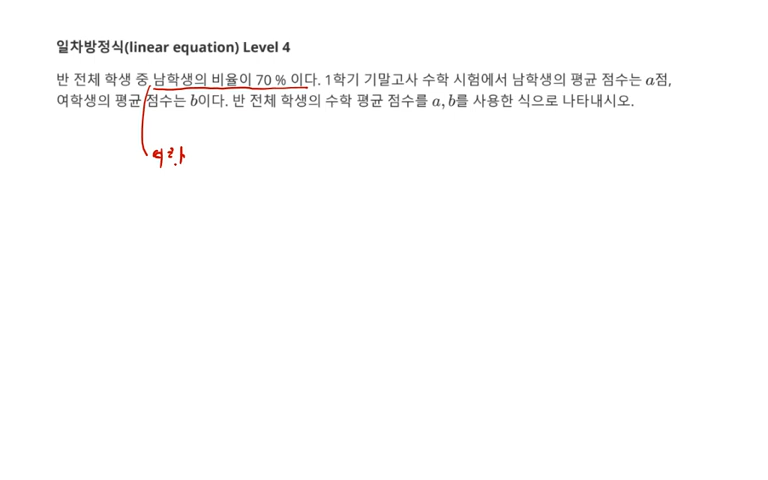 일차방정식(linear equation) Level 4
반 전체 학생 중 남학생의 비율이 70 % 이다. 1학기 기말고사 수학 시험에서 남학생의 평균 점수는 a점,
여학생의 평균 점수는 b이다. 반 전체 학생의 수학 평균 점수를 a, b를 사용한 식으로 나타내시오.